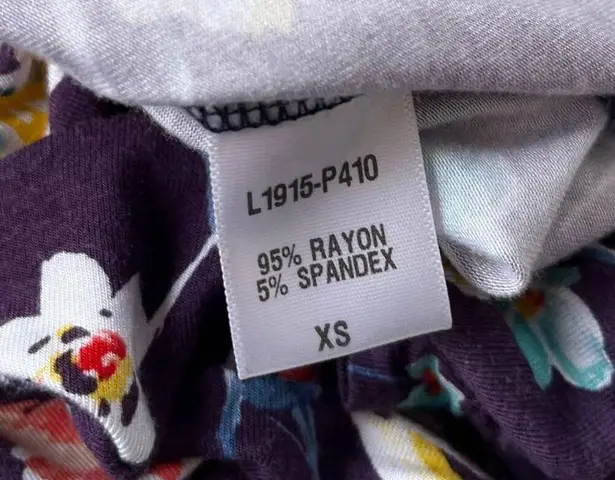 L1915-P410
95% RAYON
5% SPANDEX
XS